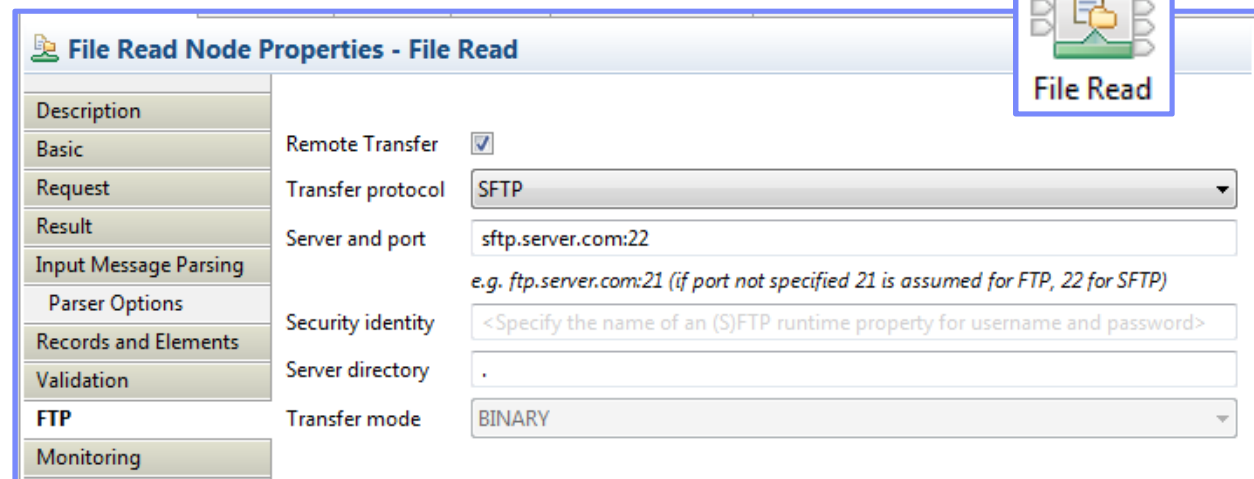 File Read Node Properties - File Read
File Read
Description
Basic
Request
Result
Input Message Parsing
Parser Options
Records and Elements
Validation
FTP
Monitoring
Remote Transfer
Transfer protocol SFTP
Server and port sftp.server.com:22
e.g. ftp.server.com:21 (if port not specified 21 is assumed for FTP, 22 for SFTP)
Security identity <Specify the name of an (S)FTP runtime property for username and password>
Server directory .
Transfer mode BINARY